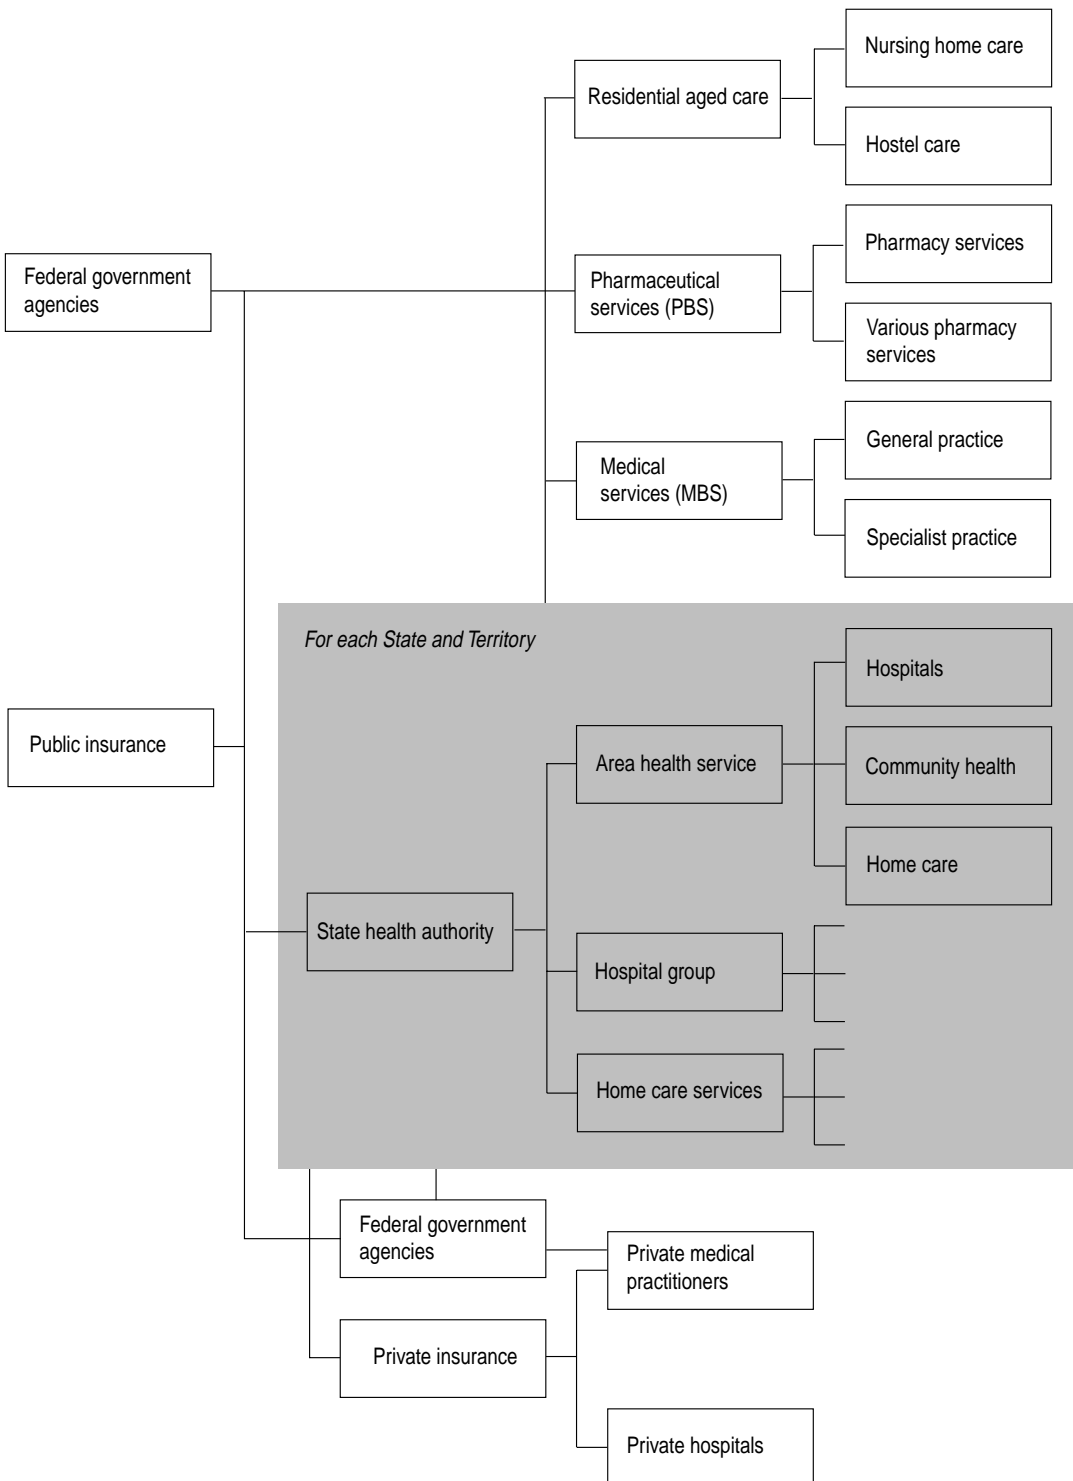 Nursing home care
Residential aged care
Hostel care
Pharmacy services
Federal government
agencies
Pharmaceutical
services (PBS)
Various pharmacy
services
General practice
Medical
services (MBS)
Specialist practice
For each State and Territory
Hospitals
Public insurance
Area health service
Community health
Home care
State health authority
Hospital group
Home care services
Federal government
agencies
Private medical
practitioners
Private insurance
Private hospitals